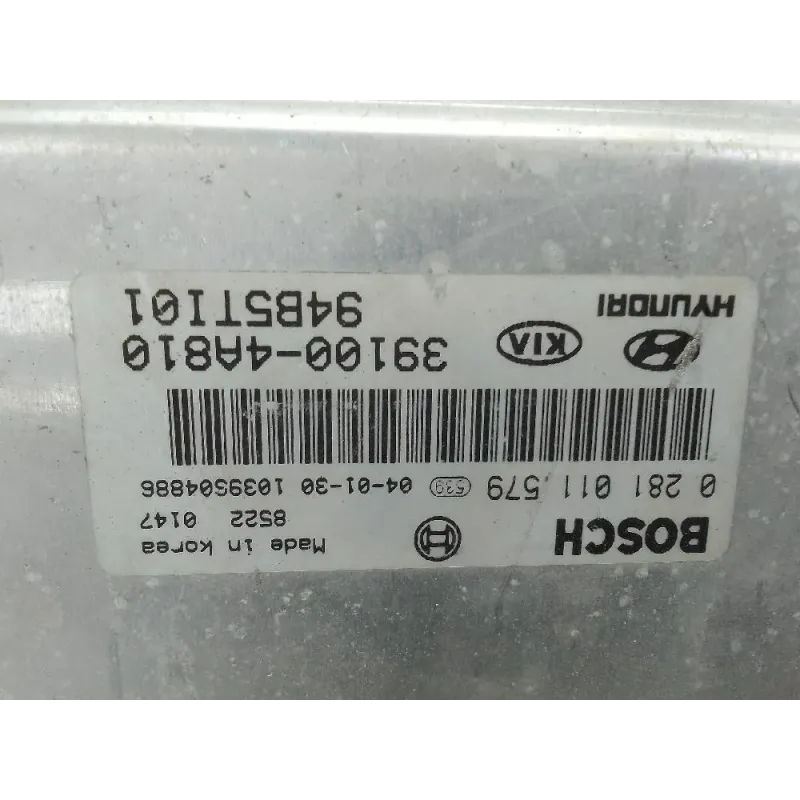 BOSCH Made in Korea
8522 0147
0 281 011 579 539 04-01-30 1039S04886
KIA 39100-4A810
HYUNDAI 94B5TI01